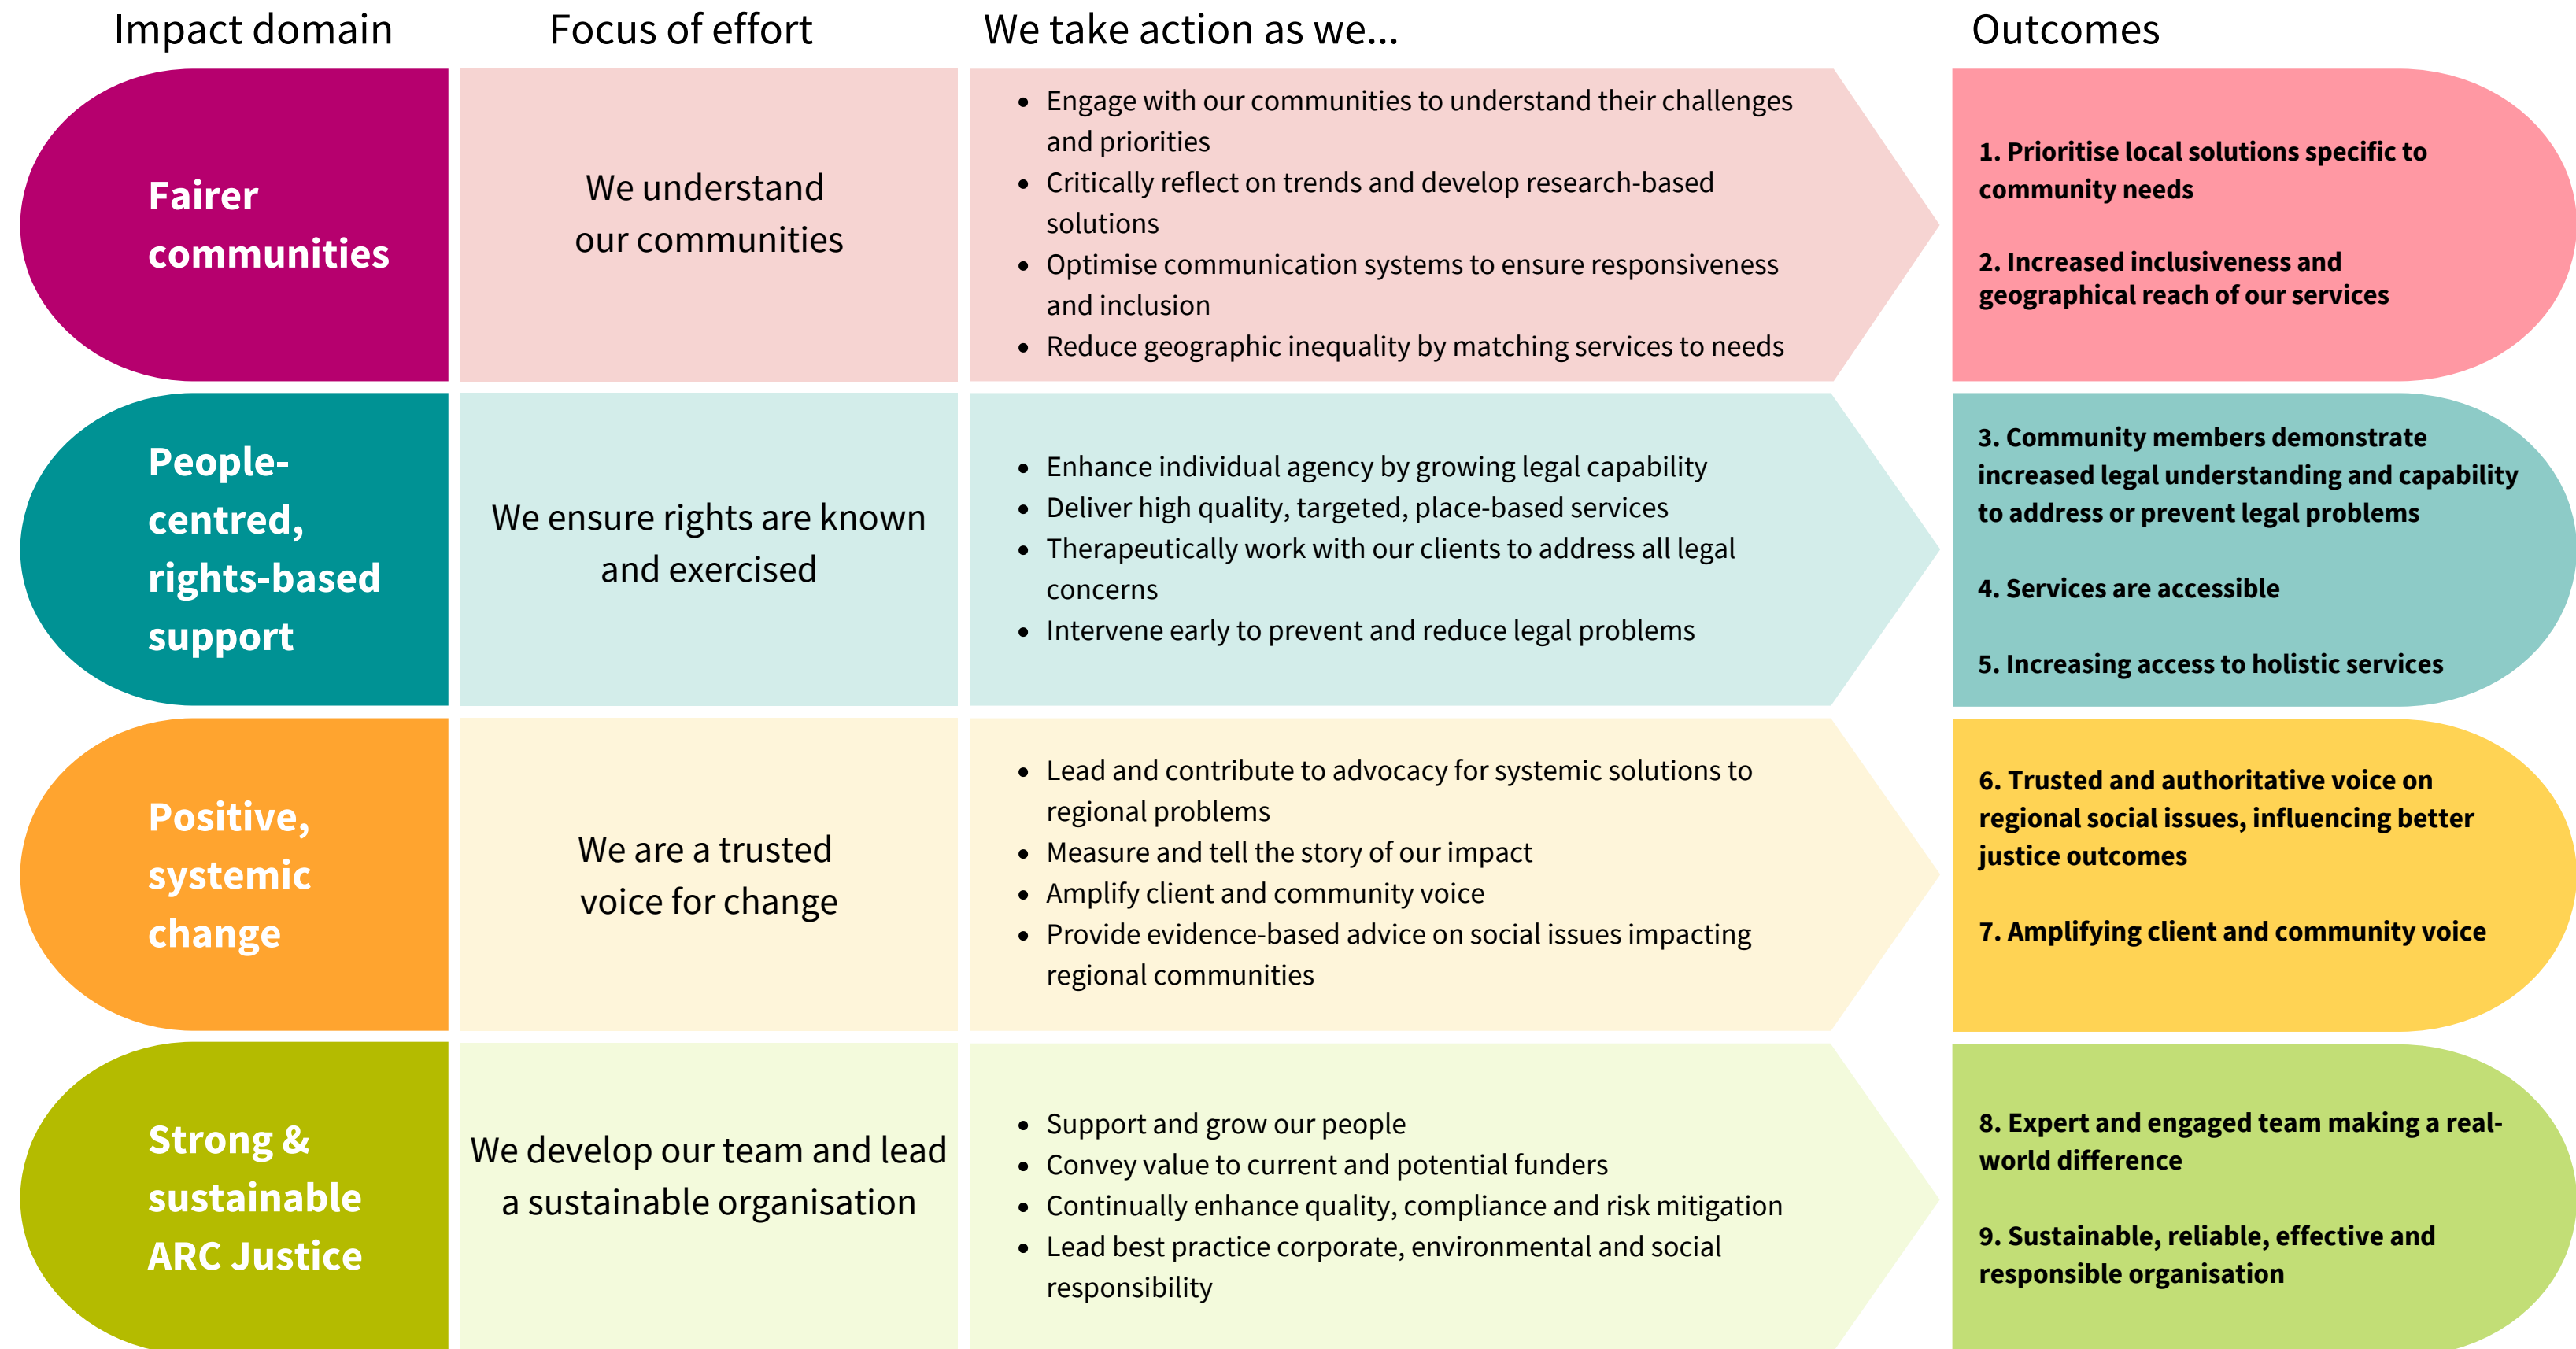 Impact domain
Focus of effort
We take action as we...
Outcomes
Fairer
communities
We understand
our communities
• Engage with our communities to understand their challenges
and priorities
• Critically reflect on trends and develop research-based
solutions
• Optimise communication systems to ensure responsiveness
and inclusion
• Reduce geographic inequality by matching services to needs
1. Prioritise local solutions specific to
community needs
2. Increased inclusiveness and
geographical reach of our services
People-
centred,
rights-based
support
We ensure rights are known
and exercised
• Enhance individual agency by growing legal capability
• Deliver high quality, targeted, place-based services
• Therapeutically work with our clients to address all legal
concerns
• Intervene early to prevent and reduce legal problems
3. Community members demonstrate
increased legal understanding and capability
to address or prevent legal problems
4. Services are accessible
5. Increasing access to holistic services
Positive,
systemic
change
We are a trusted
voice for change
• Lead and contribute to advocacy for systemic solutions to
regional problems
• Measure and tell the story of our impact
• Amplify client and community voice
• Provide evidence-based advice on social issues impacting
regional communities
6. Trusted and authoritative voice on
regional social issues, influencing better
justice outcomes
7. Amplifying client and community voice
Strong &
sustainable
ARC Justice
We develop our team and lead
a sustainable organisation
• Support and grow our people
• Convey value to current and potential funders
• Continually enhance quality, compliance and risk mitigation
• Lead best practice corporate, environmental and social
responsibility
8. Expert and engaged team making a real-
world difference
9. Sustainable, reliable, effective and
responsible organisation